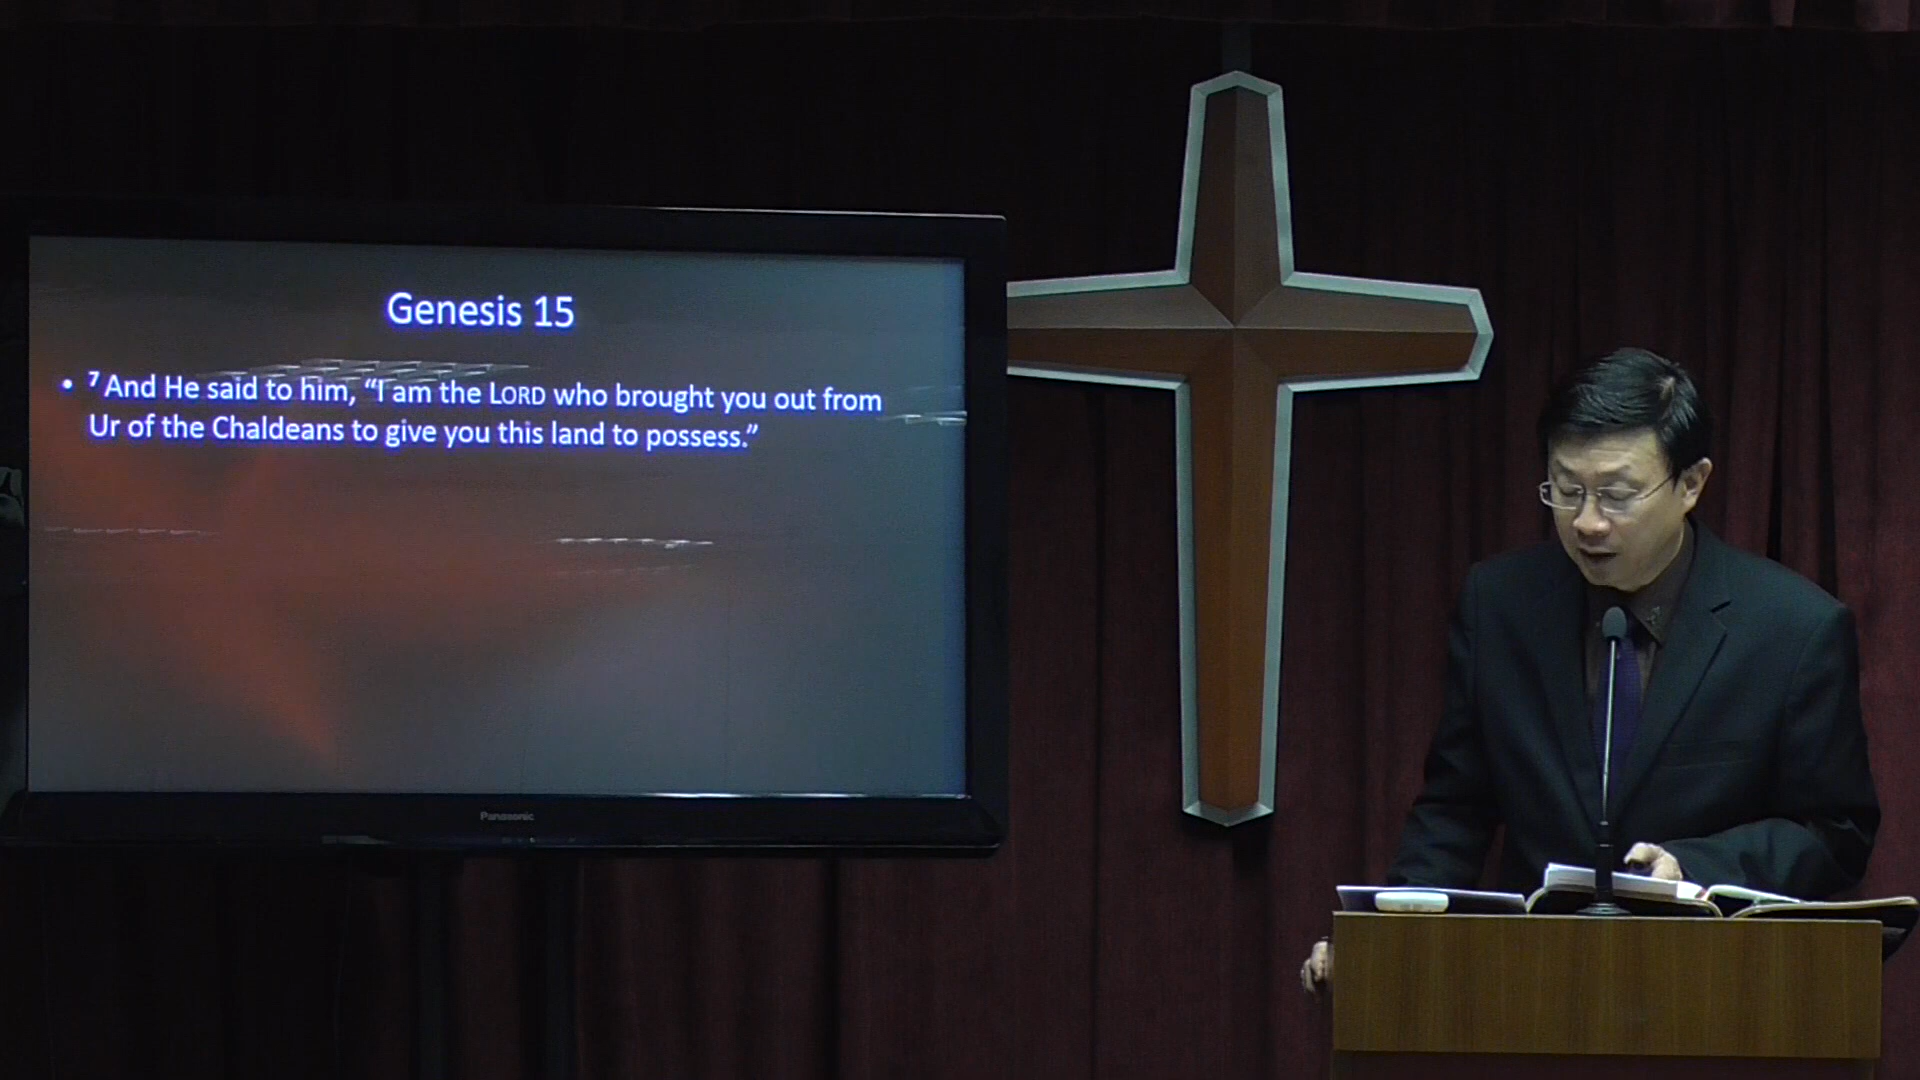 Genesis 15
• 7 And He said to him, “I am the LORD who brought you out from
Ur of the Chaldeans to give you this land to possess.”
Panasonic